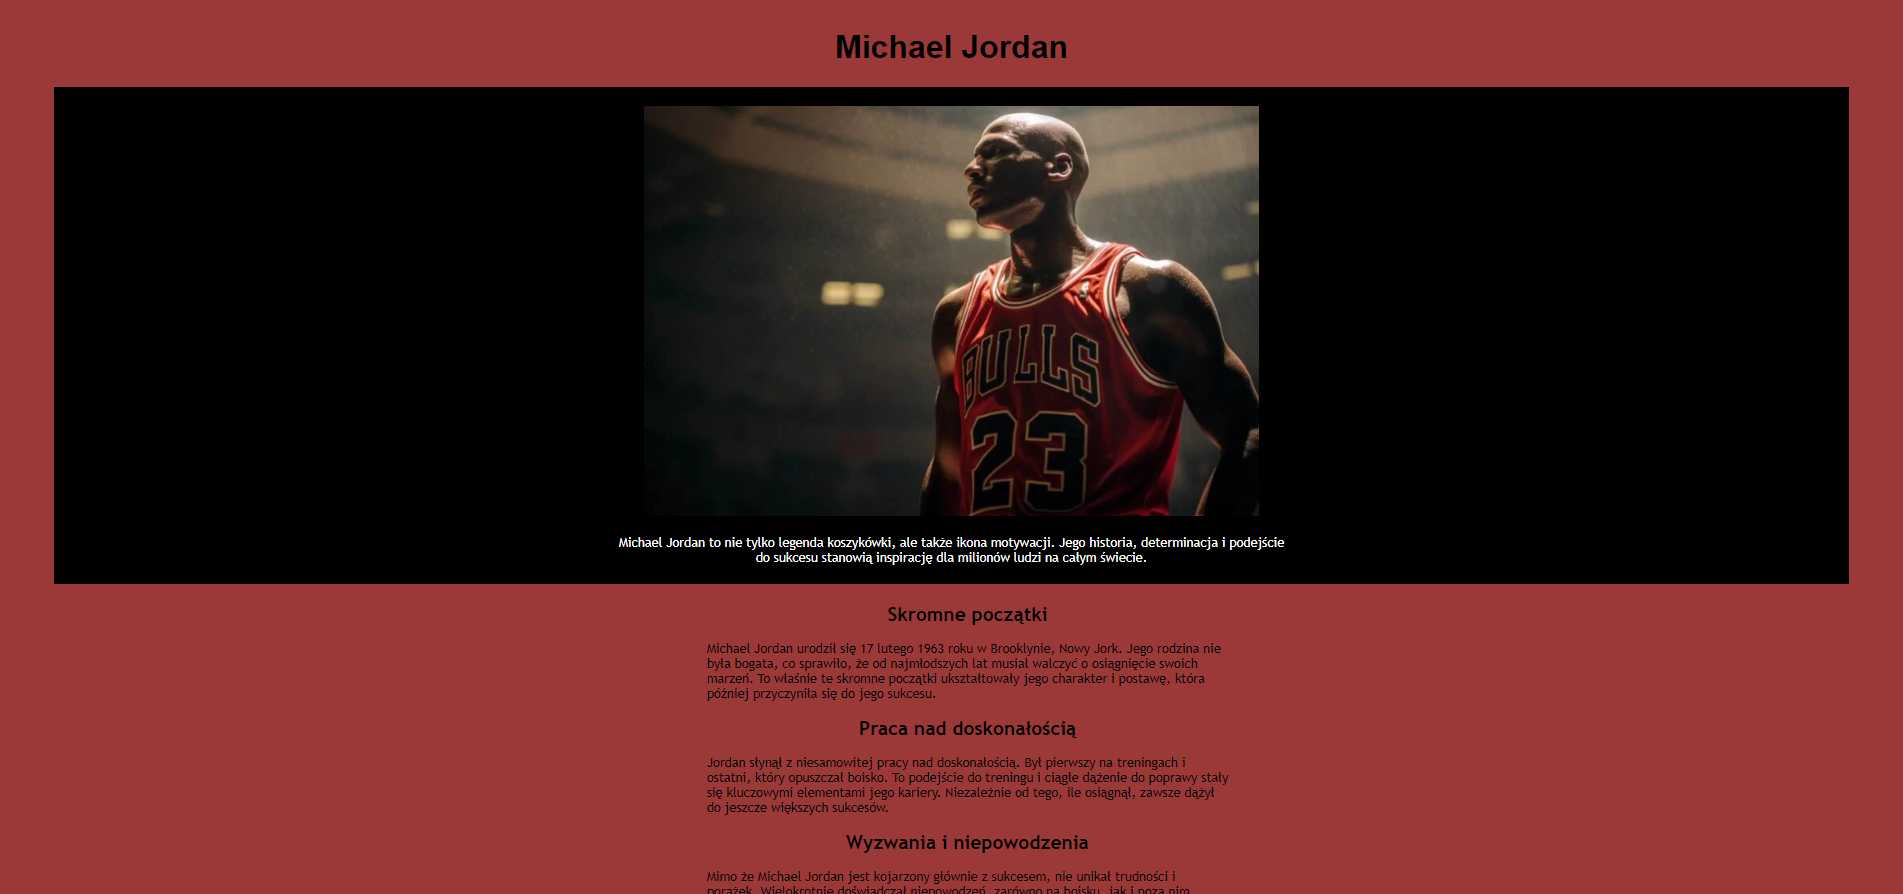 Michael Jordan
BULLS
23
Michael Jordan to nie tylko legenda koszykówki, ale także ikona motywacji. Jego historia, determinacja i podejście
do sukcesu stanowią inspirację dla milionów ludzi na całym świecie.
Skromne początki
Michael Jordan urodził się 17 lutego 1963 roku w Brooklynie, Nowy Jork. Jego rodzina nie
była bogata, co sprawiło, że od najmłodszych lat musiał walczyć o osiągnięcie swoich
marzeń. To właśnie te skromne początki ukształtowały jego charakter i postawę, która
później przyczyniła się do jego sukcesu.
Praca nad doskonałością
Jordan słynął z niesamowitej pracy nad doskonałością. Był pierwszy na treningach i
ostatni, który opuszczał boisko. To podejście do treningu i ciągłe dążenie do poprawy stały
się kluczowymi elementami jego kariery. Niezależnie od tego, ile osiągnął, zawsze dążył
do jeszcze większych sukcesów.
Wyzwania i niepowodzenia
Mimo że Michael Jordan jest kojarzony głównie z sukcesem, nie unikał trudności i
porażek. Wielokrotnie doświadczał niepowodzeń, zarówno na boisku, jak i poza nim.